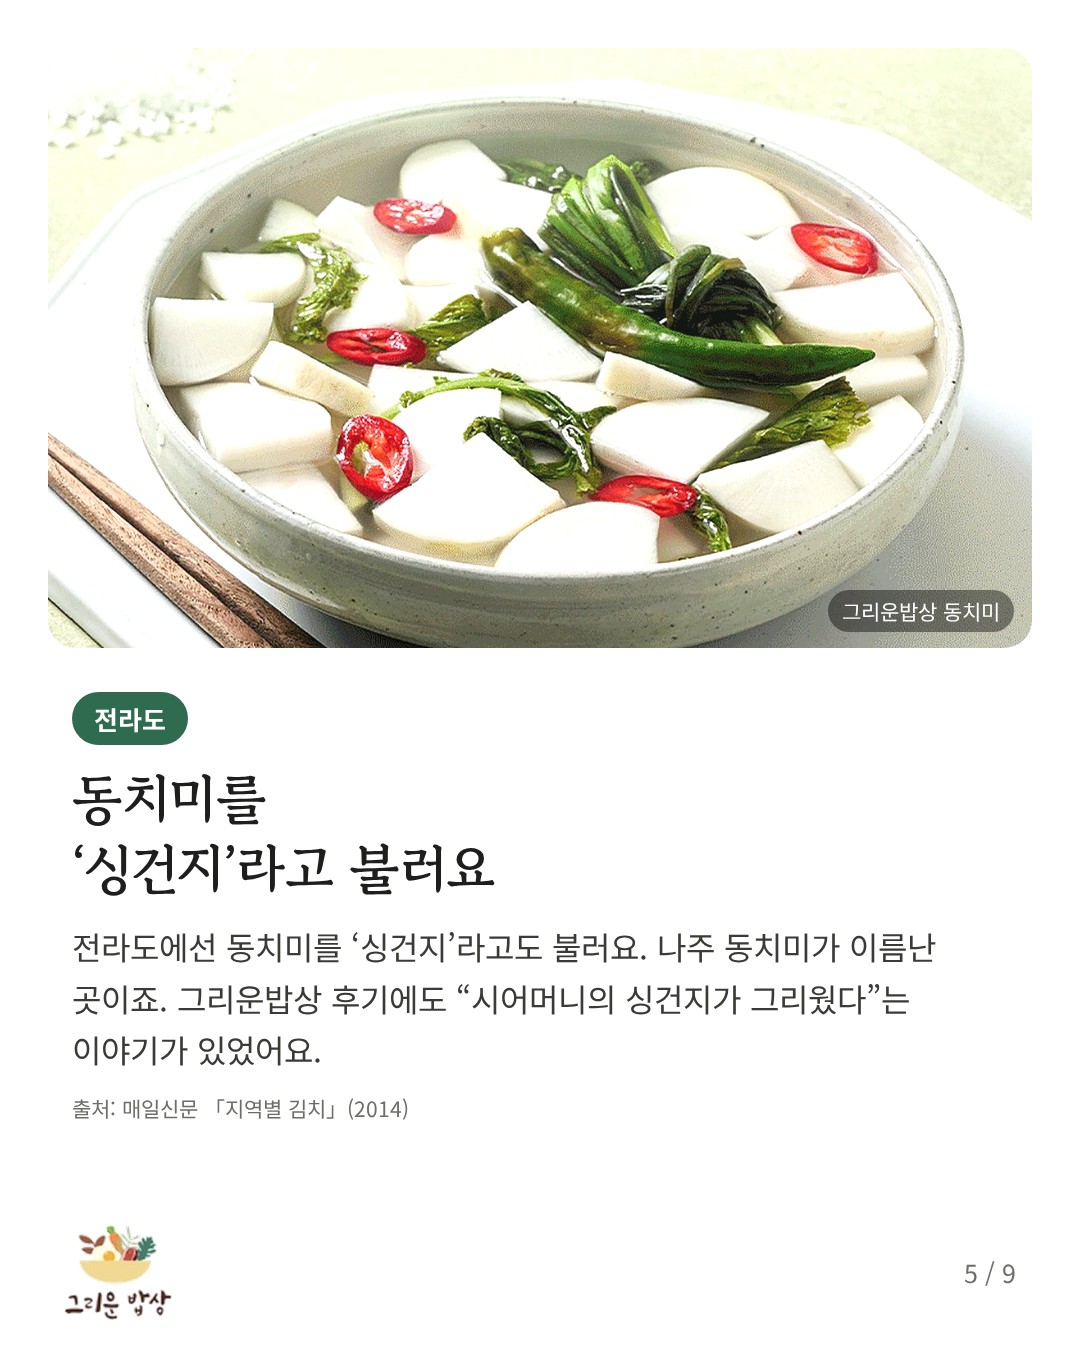 그리운밥상 동치미
전라도
동치미를
‘싱건지’라고 불러요
전라도에선 동치미를 ‘싱건지’라고도 불러요. 나주 동치미가 이름난
곳이죠. 그리운밥상 후기에도 “시어머니의 싱건지가 그리웠다”는
이야기가 있었어요.
출처: 매일신문 「지역별 김치」(2014)
그리운 밥상
5 / 9